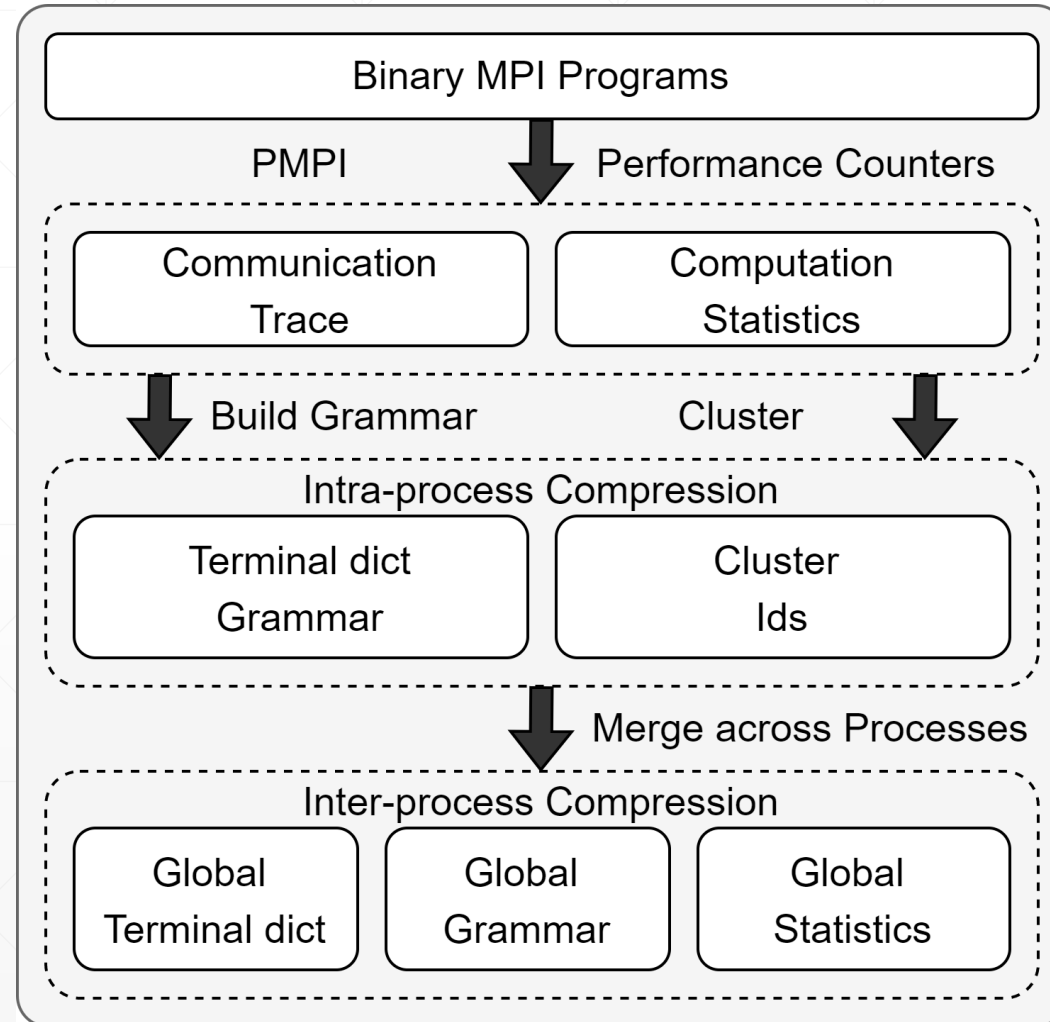 Binary MPI Programs
PMPI
Performance Counters
Communication
Trace
Computation
Statistics
Build Grammar
Cluster
Intra-process Compression
Terminal dict
Grammar
Cluster
Ids
Merge across Processes
Inter-process Compression
Global
Terminal dict
Global
Grammar
Global
Statistics